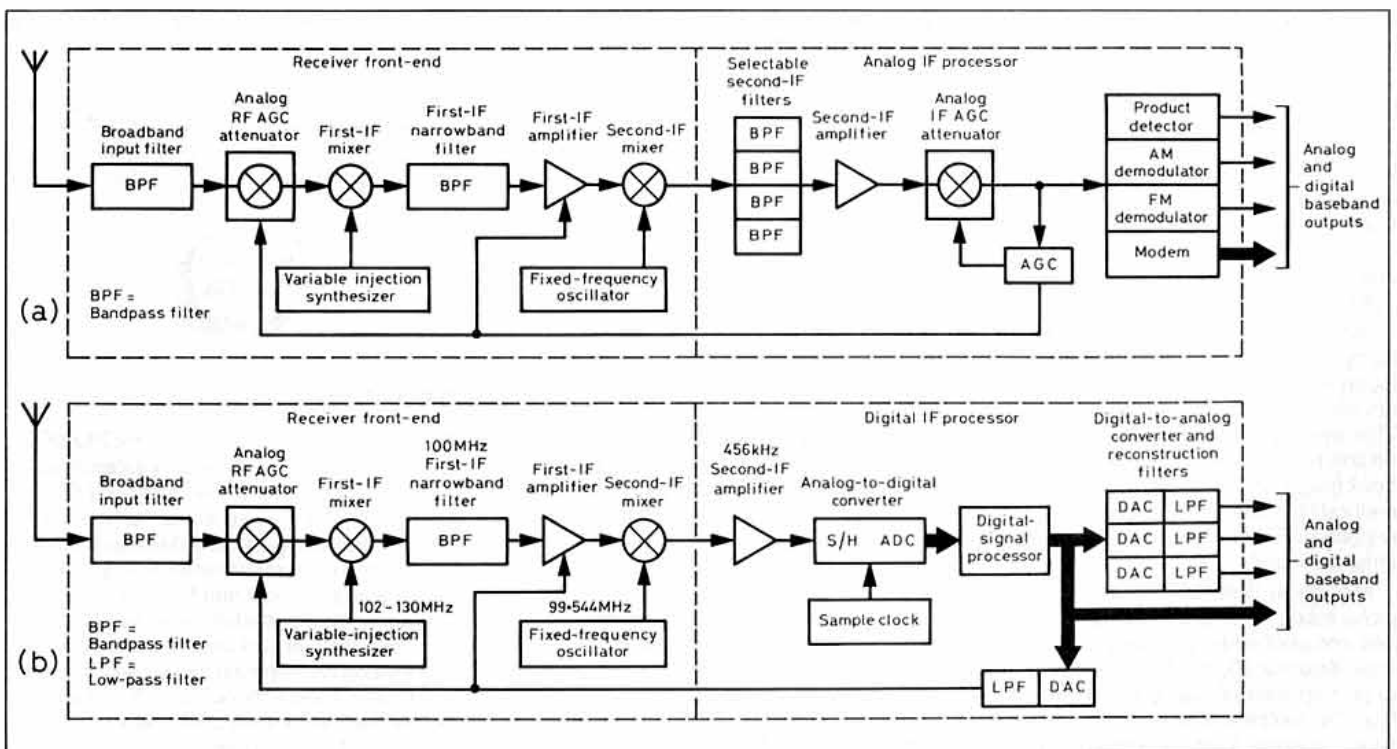 Receiver front-end
Analog IF processor
Broadband
input filter
BPF
Analog
RF AGC
attenuator
First-IF
mixer
First-IF
narrowband
filter
BPF
First-IF
amplifier
Second-IF
mixer
Selectable
second-IF
filters
BPF
BPF
BPF
BPF
Second-IF
amplifier
Analog
IF AGC
attenuator
Product
detector
AM
demodulator
FM
demodulator
Modem
Analog
and
digital
baseband
outputs
AGC
Variable injection
synthesizer
Fixed-frequency
oscillator
(a)
BPF =
Bandpass filter
Receiver front-end
Digital IF processor
Broadband
input filter
BPF
Analog
RF AGC
attenuator
First-IF
mixer
100MHz
First-IF
narrowband
filter
BPF
First-IF
amplifier
Second-IF
mixer
456kHz
Second-IF
amplifier
Analog-to-digital
converter
S/H ADC
Digital-
signal
processor
Digital-to-analog
converter and
reconstruction
filters
DAC LPF
DAC LPF
DAC LPF
Analog
and
digital
baseband
outputs
Sample clock
102-130MHz
Variable-injection
synthesizer
99•544MHz
Fixed-frequency
oscillator
LPF DAC
(b)
BPF =
Bandpass filter
LPF =
Low-pass filter